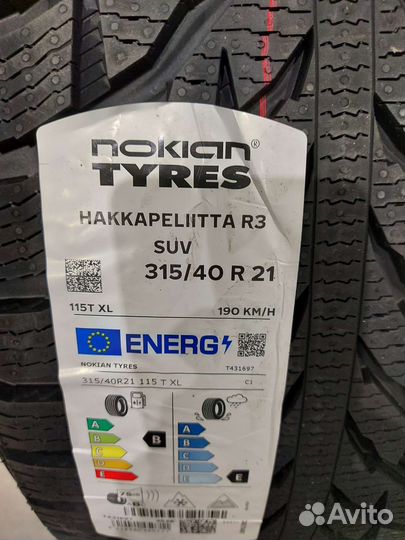 nokian®
TYRES
HAKKAPELIITTA R3
SUV
315/40 R 21
115T XL
190 KM/H
ENERG
NOKIAN TYRES
T431697
315/40R21 115 T XL
C1
A
B
C
D
E
B
A
B
C
D
E
E
Avito